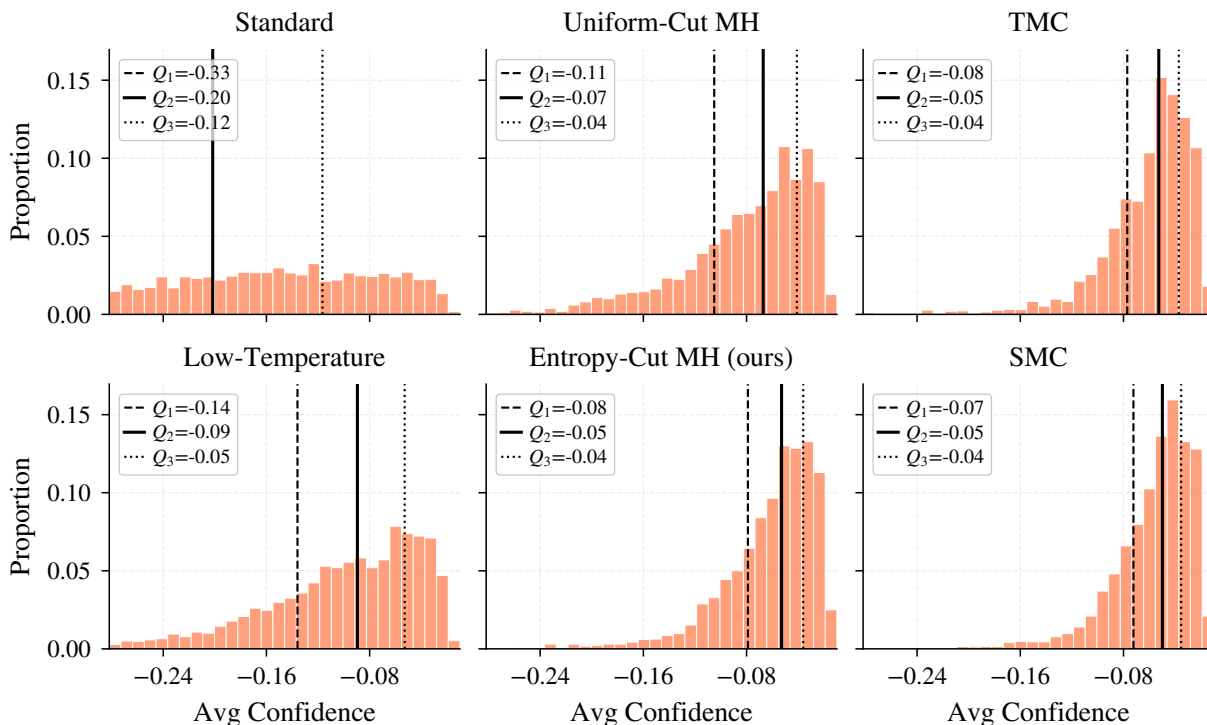 Standard
Uniform-Cut MH
TMC
Proportion
0.15
0.10
0.05
0.00
Q1=-0.33
Q2=-0.20
Q3=-0.12
Q1=-0.11
Q2=-0.07
Q3=-0.04
Q1=-0.08
Q2=-0.05
Q3=-0.04
Low-Temperature
Entropy-Cut MH (ours)
SMC
Proportion
0.15
0.10
0.05
0.00
Q1=-0.14
Q2=-0.09
Q3=-0.05
Q1=-0.08
Q2=-0.05
Q3=-0.04
Q1=-0.07
Q2=-0.05
Q3=-0.04
−0.24 −0.16 −0.08
−0.24 −0.16 −0.08
−0.24 −0.16 −0.08
Avg Confidence
Avg Confidence
Avg Confidence